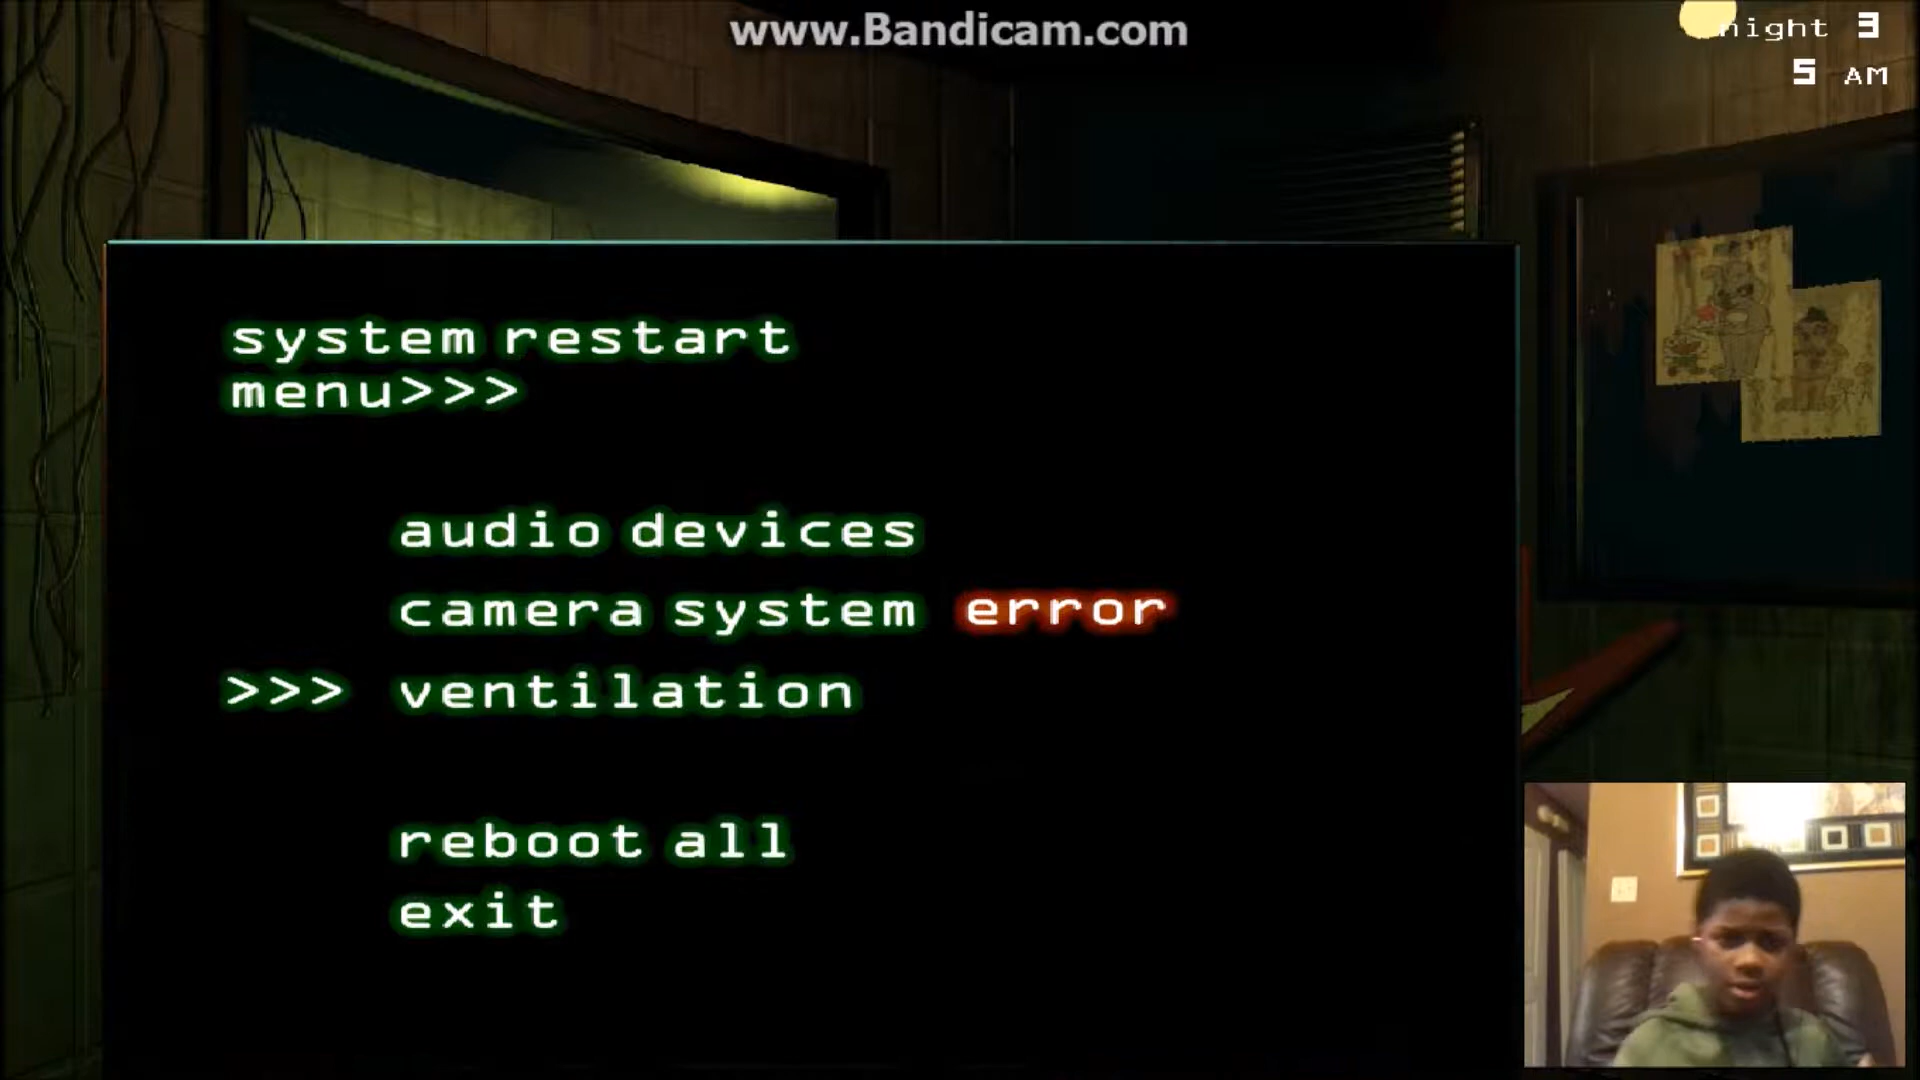 www.Bandicam.com
night 3
5 AM
system restart
menu>>>
audio devices
camera system error
>>> ventilation
reboot all
exit